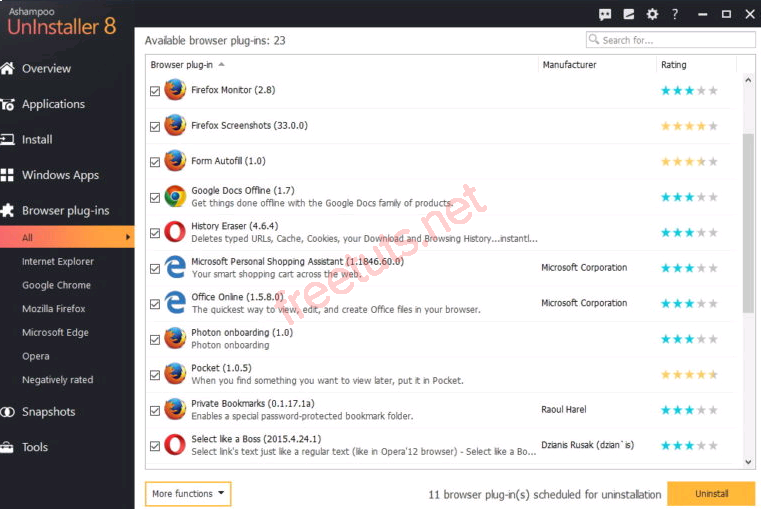 Ashampoo
UnInstaller 8
Overview
Applications
Install
Windows Apps
Browser plug-ins
All
Internet Explorer
Google Chrome
Mozilla Firefox
Microsoft Edge
Opera
Negatively rated
Snapshots
Tools
Available browser plug-ins: 23
Search for...
Browser plug-in Manufacturer Rating
Firefox Monitor (2.8)
Firefox Screenshots (33.0.0)
Form Autofill (1.0)
Google Docs Offline (1.7)
Get things done offline with the Google Docs family of products.
History Eraser (4.6.4)
Deletes typed URLs, Cache, Cookies, your Download and Browsing History...instantl...
Microsoft Personal Shopping Assistant (1.1846.60.0) Microsoft Corporation
Your smart shopping cart across the web.
Office Online (1.5.8.0) Microsoft Corporation
The quickest way to view, edit, and create Office files in your browser.
Photon onboarding (1.0)
Photon onboarding
Pocket (1.0.5)
When you find something you want to view later, put it in Pocket.
Private Bookmarks (0.1.17.1a) Raoul Harel
Enables a special password-protected bookmark folder.
Select like a Boss (2015.4.24.1) Dzianis Rusak (dzian`is)
Select link's text just like a regular text (like in Opera'12 browser) - Select like a Bo...
freetuts.net
More functions
11 browser plug-in(s) scheduled for uninstallation
Uninstall